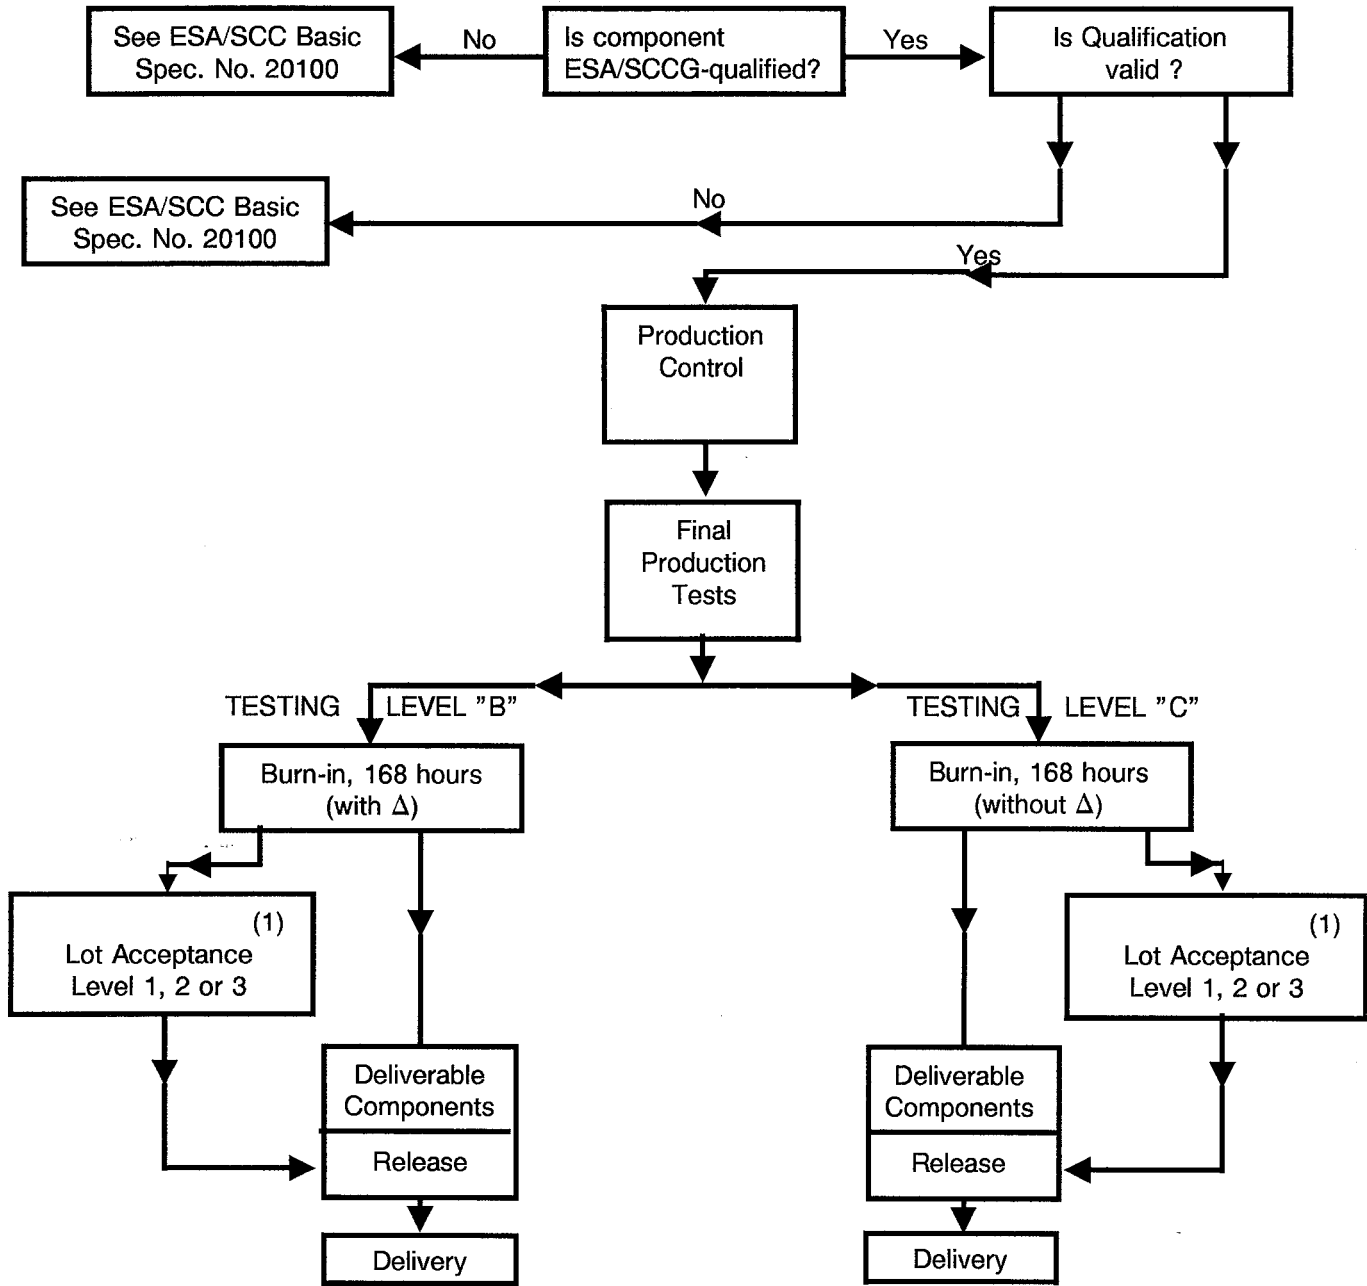 See ESA/SCC Basic
Spec. No. 20100
No
Is component
ESA/SCCG-qualified?
Yes
Is Qualification
valid ?
See ESA/SCC Basic
Spec. No. 20100
No
Yes
Production
Control
Final
Production
Tests
TESTING LEVEL "B"
TESTING LEVEL "C"
Burn-in, 168 hours
(with Δ)
Burn-in, 168 hours
(without Δ)
(1)
Lot Acceptance
Level 1, 2 or 3
(1)
Lot Acceptance
Level 1, 2 or 3
Deliverable
Components
Release
Deliverable
Components
Release
Delivery
Delivery